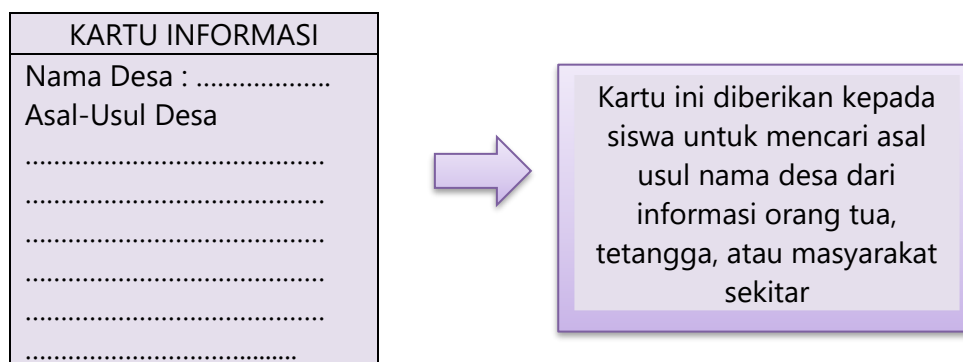 KARTU INFORMASI
Nama Desa : ...................
Asal-Usul Desa
..........................................
..........................................
..........................................
..........................................
..........................................
......................................
Kartu ini diberikan kepada
siswa untuk mencari asal
usul nama desa dari
informasi orang tua,
tetangga, atau masyarakat
sekitar